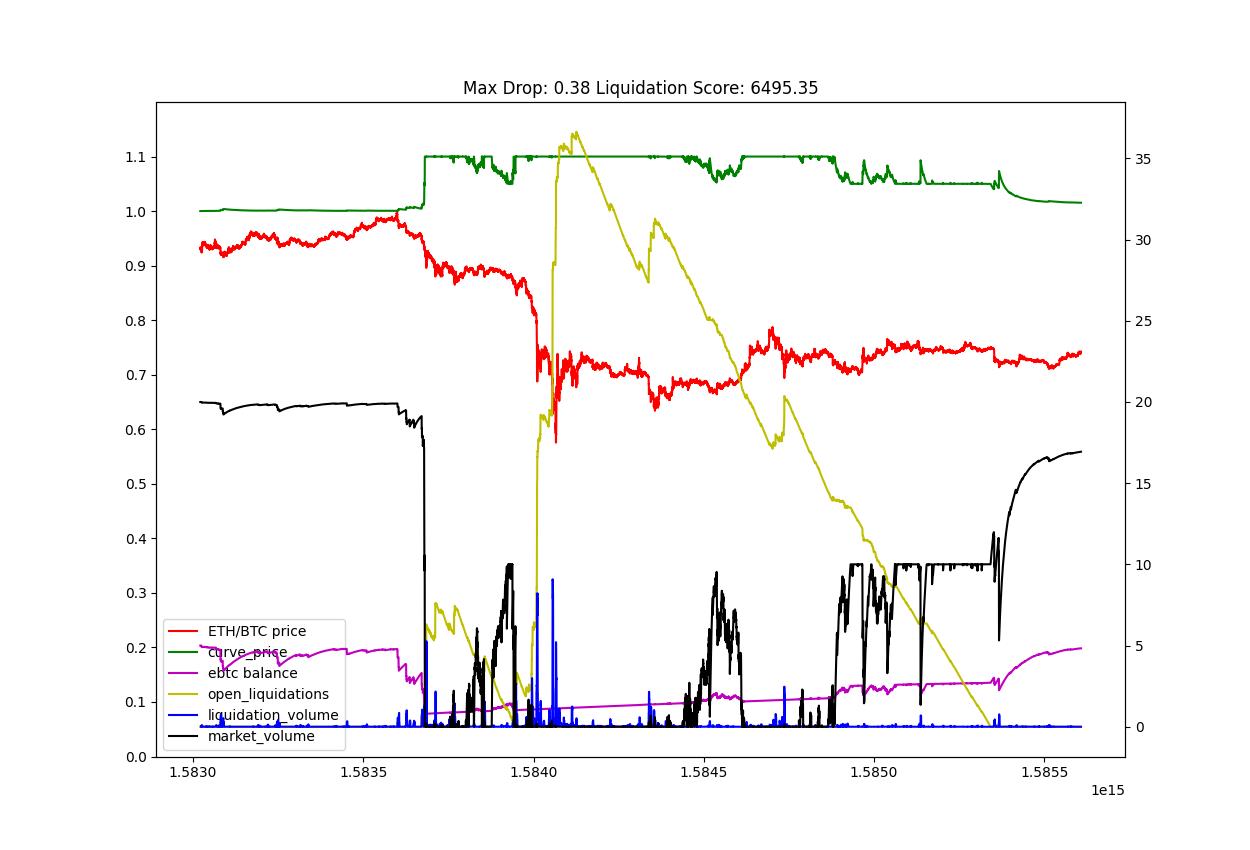 Max Drop: 0.38 Liquidation Score: 6495.35
1.1
1.0
0.9
0.8
0.7
0.6
0.5
0.4
0.3
0.2
0.1
0.0
35
30
25
20
15
10
5
0
ETH/BTC price
curve_price
ebtc balance
open_liquidations
liquidation_volume
market_volume
1.5830 1.5835 1.5840 1.5845 1.5850 1.5855
1e15